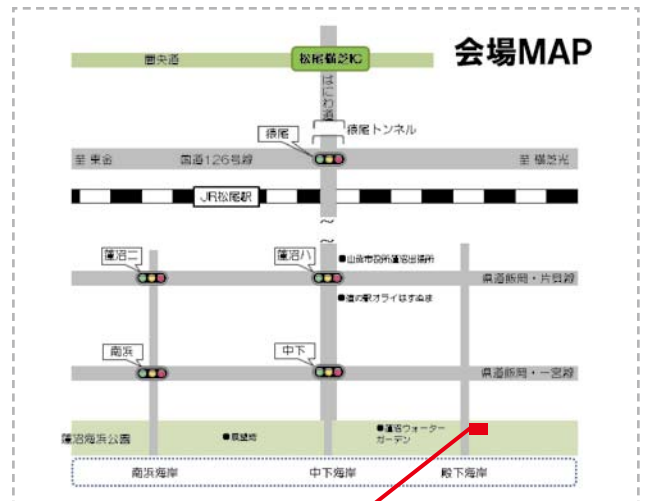 会場MAP
圏央道
松尾横芝IC
はにわ道
猿尾
猿尾トンネル
至 東金
国道126号線
至 横芝光
JR松尾駅
～
～
蓮沼二
蓮沼ハ
●山武市役所蓮沼出張所
県道飯岡・片貝線
●道の駅オライはすぬま
南浜
中下
県道飯岡・一宮線
蓮沼海浜公園
●展望塔
●蓮沼ウォーター
ガーデン
南浜海岸
中下海岸
殿下海岸